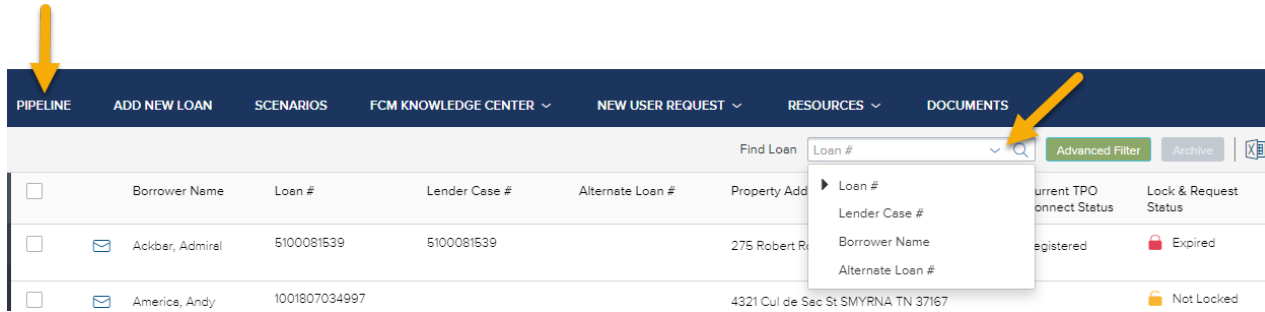 PIPELINE ADD NEW LOAN SCENARIOS FCM KNOWLEDGE CENTER NEW USER REQUEST RESOURCES DOCUMENTS
Find Loan Loan # Advanced Filter Archive
Borrower Name Loan # Lender Case # Alternate Loan # Property Add urrent TPO Lock & Request
onnect Status Status
Loan #
Lender Case #
Borrower Name
Alternate Loan #
Ackbar, Admiral 5100081539 5100081539 275 Robert Ro egistered Expired
America, Andy 1001807034997 4321 Cul de Sac St SMYRNA TN 37167 Not Locked